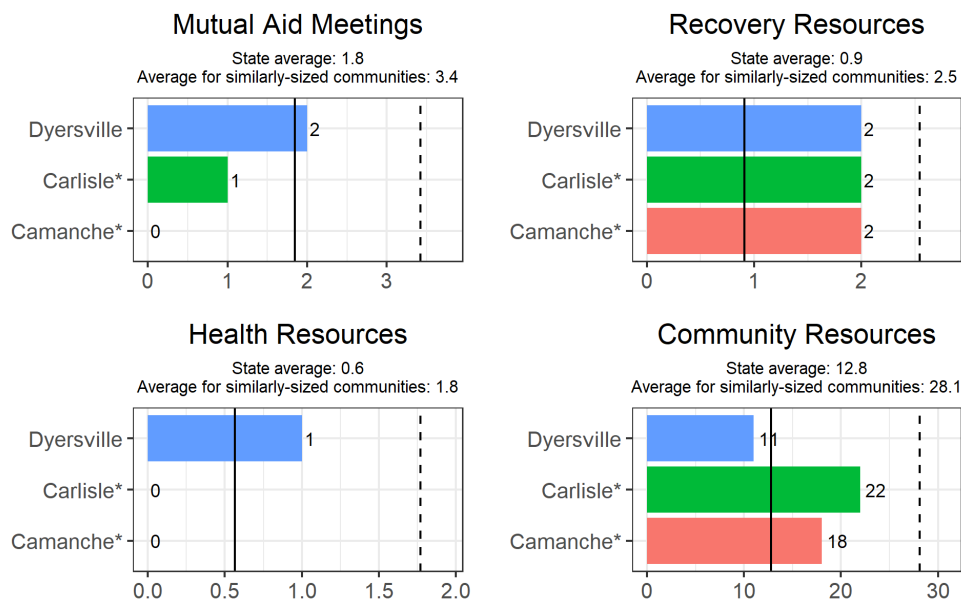 Mutual Aid Meetings
State average: 1.8
Average for similarly-sized communities: 3.4
Dyersville
2
Carlisle*
1
Camanche*
0
0 1 2 3
Recovery Resources
State average: 0.9
Average for similarly-sized communities: 2.5
Dyersville
2
Carlisle*
2
Camanche*
2
0 1 2
Health Resources
State average: 0.6
Average for similarly-sized communities: 1.8
Dyersville
1
Carlisle*
0
Camanche*
0
0.0 0.5 1.0 1.5 2.0
Community Resources
State average: 12.8
Average for similarly-sized communities: 28.1
Dyersville
11
Carlisle*
22
Camanche*
18
0 10 20 30